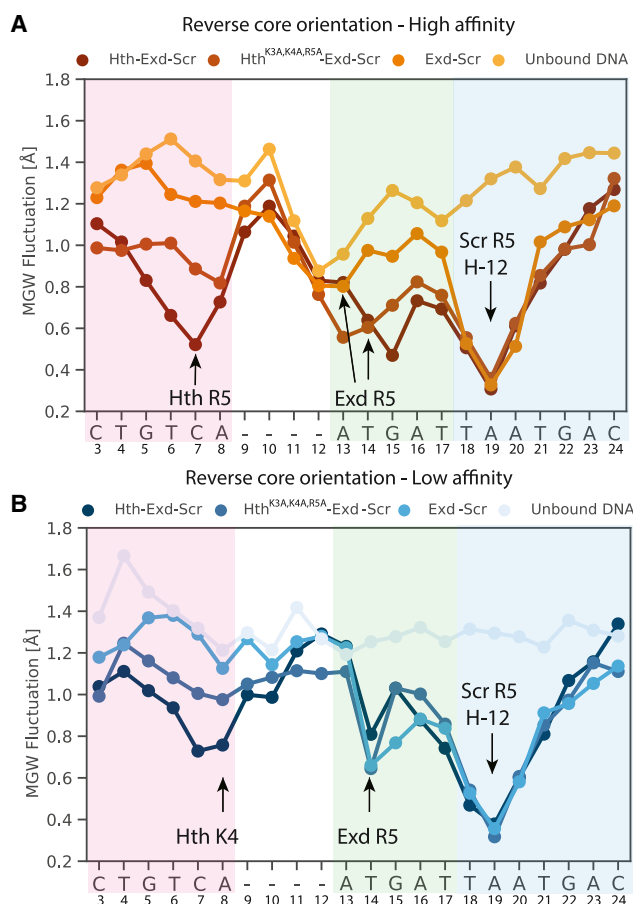 A
Reverse core orientation - High affinity
Hth-Exd-Scr Hth^K3A,K4A,R5A-Exd-Scr Exd-Scr Unbound DNA
MGW Fluctuation [Å]
1.8
1.6
1.4
1.2
1.0
0.8
0.6
0.4
0.2
Scr R5
H-12
Hth R5
Exd R5
C T G T C A - - - - A T G A T T A A T G A C
3 4 5 6 7 8 9 10 11 12 13 14 15 16 17 18 19 20 21 22 23 24
B
Reverse core orientation - Low affinity
Hth-Exd-Scr Hth^K3A,K4A,R5A-Exd-Scr Exd-Scr Unbound DNA
MGW Fluctuation [Å]
1.8
1.6
1.4
1.2
1.0
0.8
0.6
0.4
0.2
Scr R5
H-12
Hth K4
Exd R5
C T G T C A - - - - A T G A T T A A T G A C
3 4 5 6 7 8 9 10 11 12 13 14 15 16 17 18 19 20 21 22 23 24